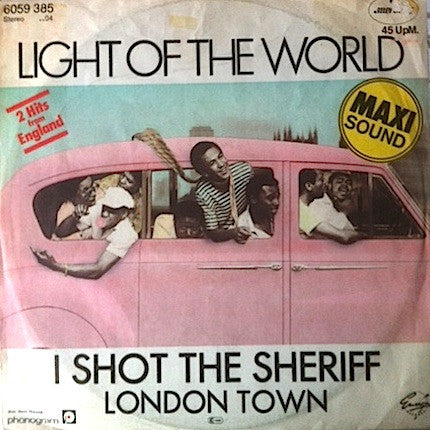 6059 385
Stereo
..04
45 UpM.
LIGHT OF THE WORLD
2 Hits
from
England
MAXI
SOUND
I SHOT THE SHERIFF
LONDON TOWN
phonogram